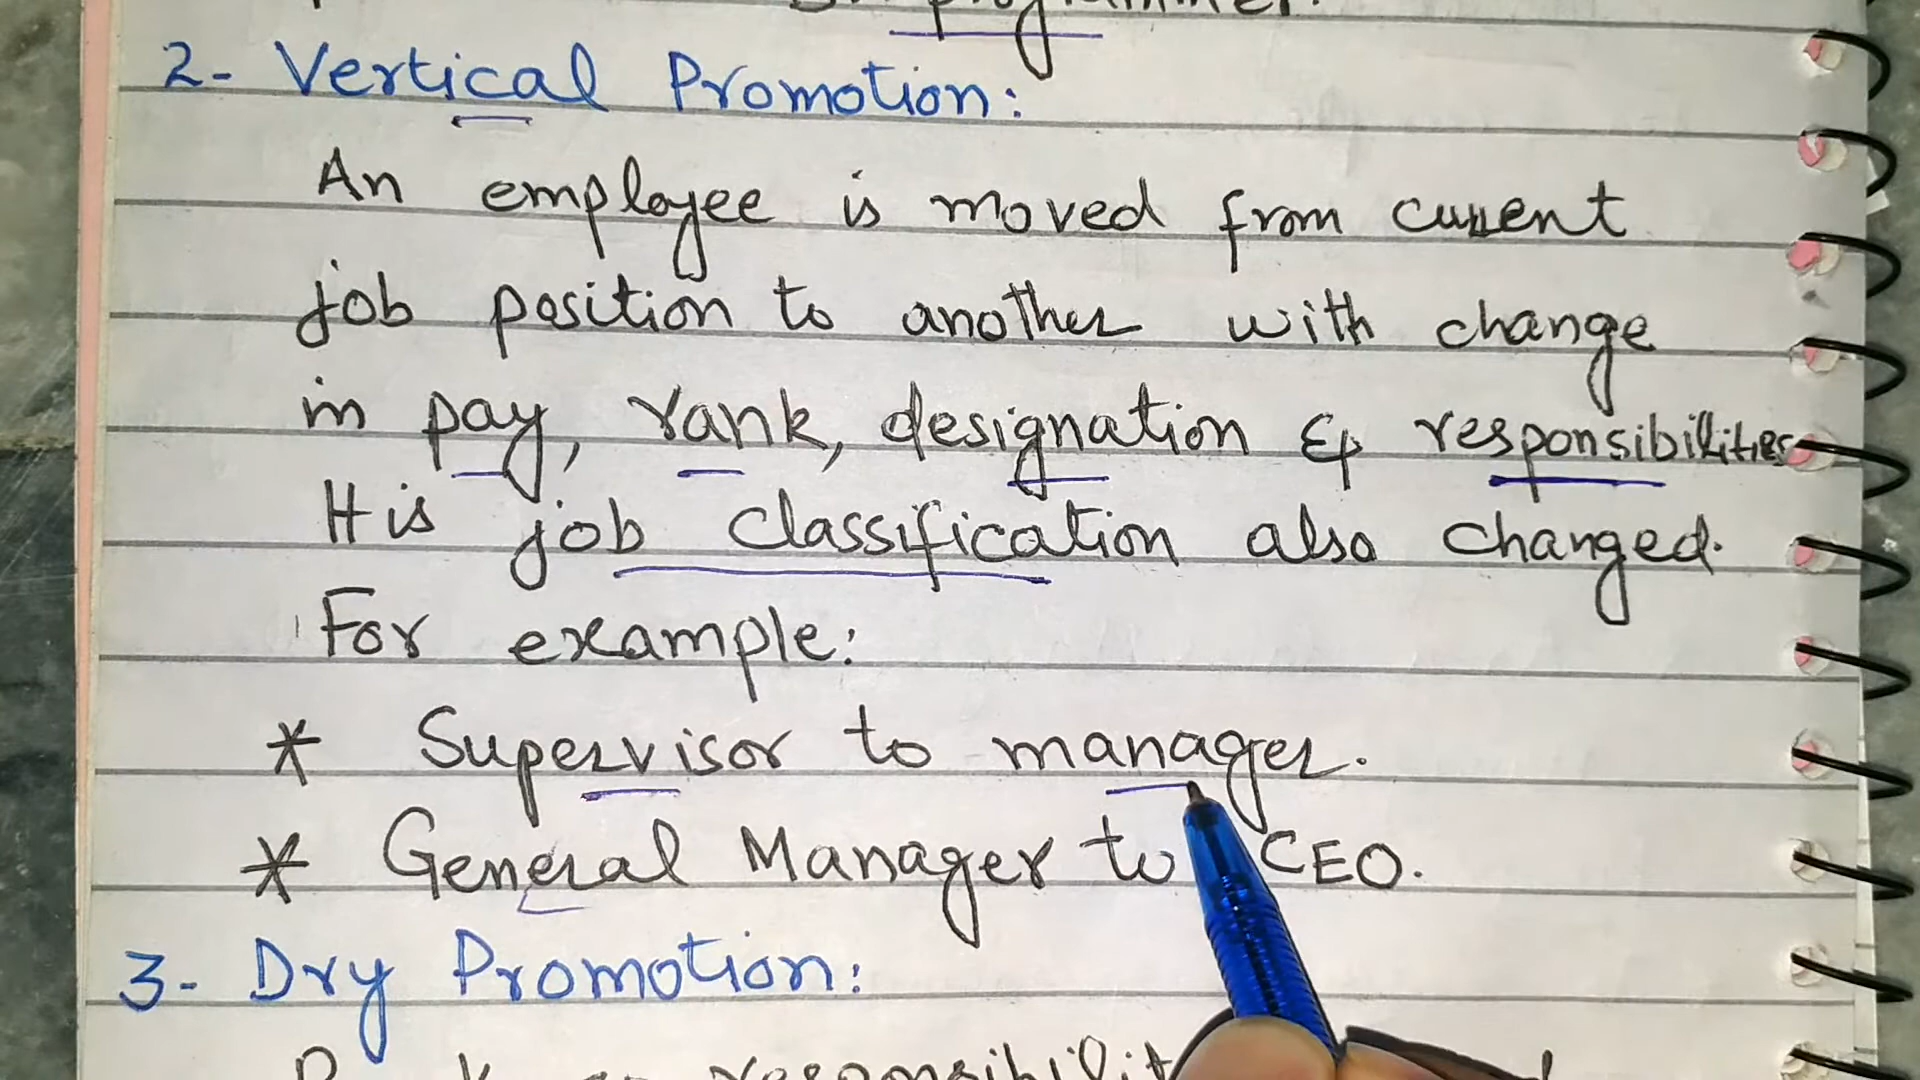 programmer.
2- Vertical Promotion:
An employee is moved from current
job position to another with change
in pay, rank, designation & responsibilities
His job classification also changed.
For example:
* Supervisor to manager.
* General Manager to CEO.
3- Dry Promotion: